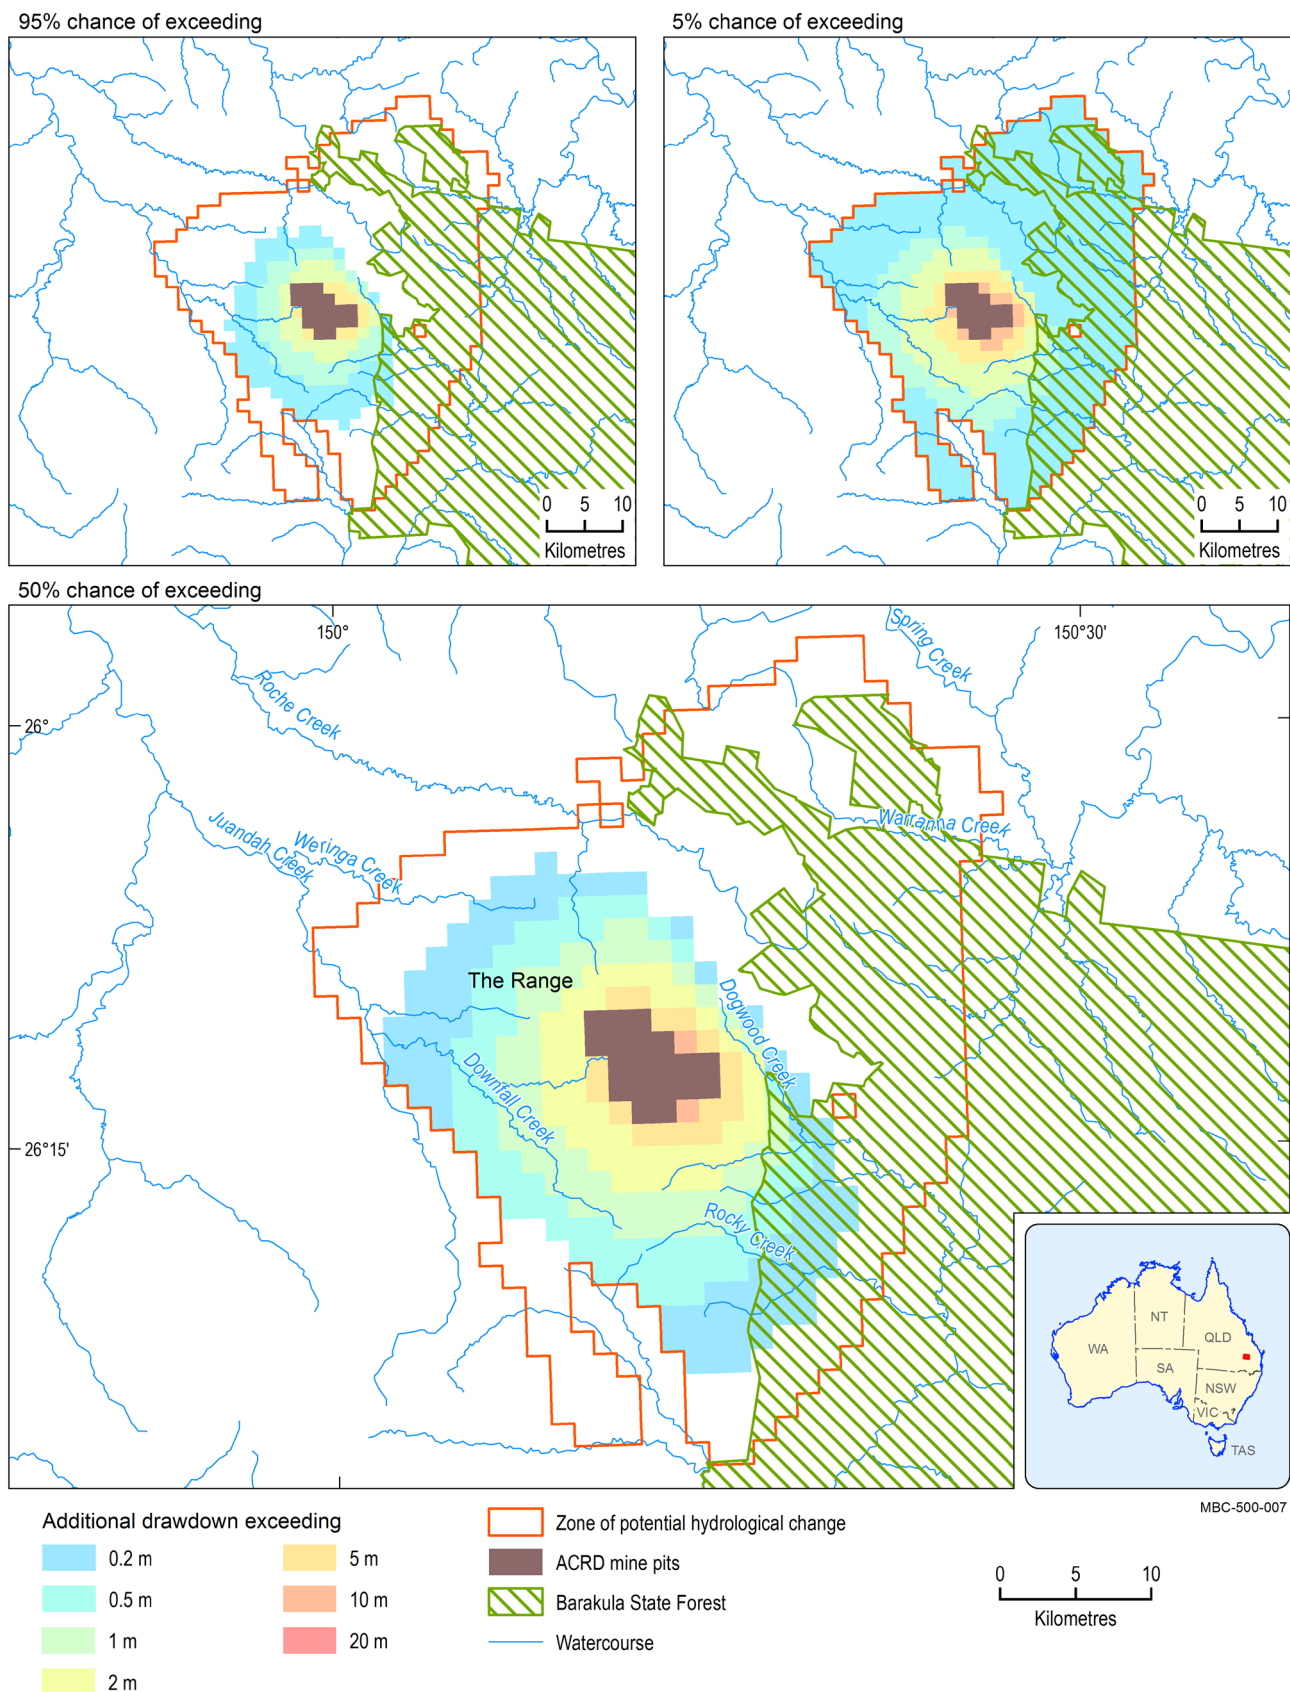 95% chance of exceeding
5% chance of exceeding
0 5 10
Kilometres
0 5 10
Kilometres
50% chance of exceeding
150°
150°30'
Spring Creek
Roche Creek
26°
Juandah Creek
Weringa Creek
Warranna Creek
The Range
Dogwood Creek
Downfall Creek
26°15'
Rocky Creek
NT
QLD
WA
SA
NSW
VIC
TAS
MBC-500-007
Additional drawdown exceeding
0.2 m
0.5 m
1 m
2 m
5 m
10 m
20 m
Zone of potential hydrological change
ACRD mine pits
Barakula State Forest
Watercourse
0 5 10
Kilometres